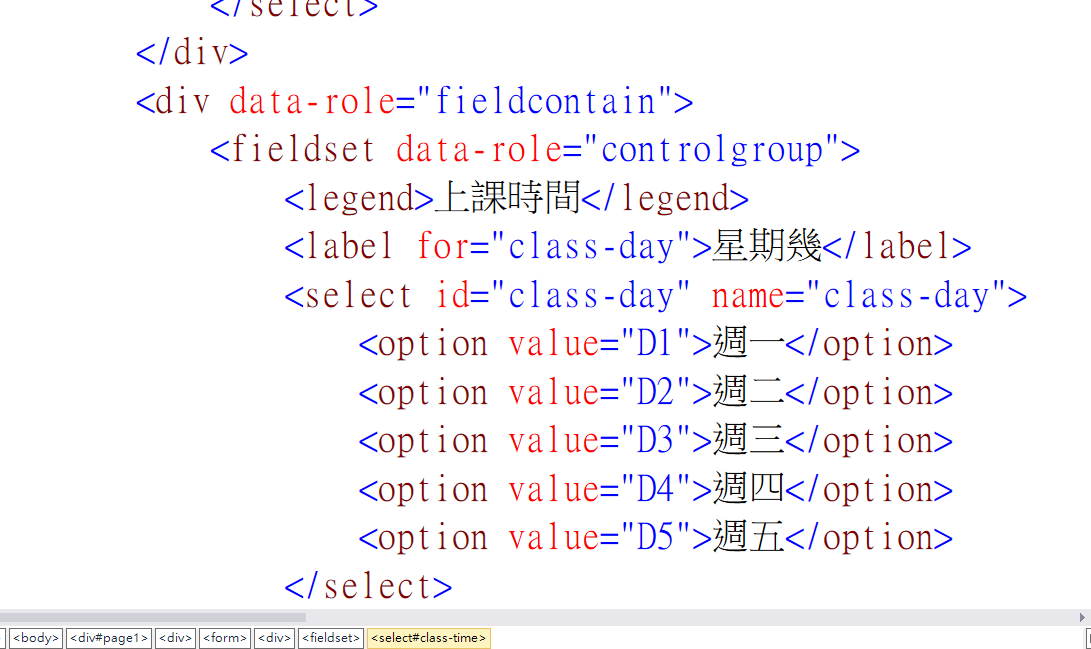 </select>
</div>
<div data-role="fieldcontain">
<fieldset data-role="controlgroup">
<legend>上課時間</legend>
<label for="class-day">星期幾</label>
<select id="class-day" name="class-day">
<option value="D1">週一</option>
<option value="D2">週二</option>
<option value="D3">週三</option>
<option value="D4">週四</option>
<option value="D5">週五</option>
</select>
<body> <div#page1> <div> <form> <div> <fieldset> <select#class-time>